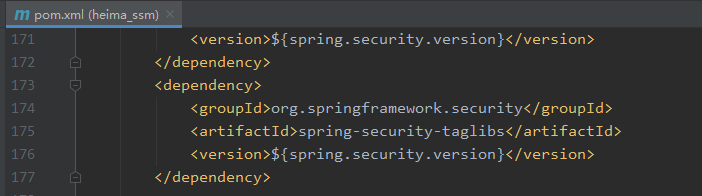 pom.xml (heima_ssm) ×
171 <version>${spring.security.version}</version>
172 </dependency>
173 <dependency>
174 <groupId>org.springframework.security</groupId>
175 <artifactId>spring-security-taglibs</artifactId>
176 <version>${spring.security.version}</version>
177 </dependency>